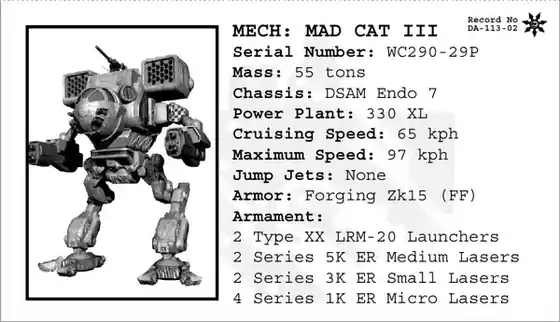 MECH: MAD CAT III
Record No
DA-113-02
Serial Number: WC290-29P
Mass: 55 tons
Chassis: DSAM Endo 7
Power Plant: 330 XL
Cruising Speed: 65 kph
Maximum Speed: 97 kph
Jump Jets: None
Armor: Forging Zk15 (FF)
Armament:
2 Type XX LRM-20 Launchers
2 Series 5K ER Medium Lasers
2 Series 3K ER Small Lasers
4 Series 1K ER Micro Lasers